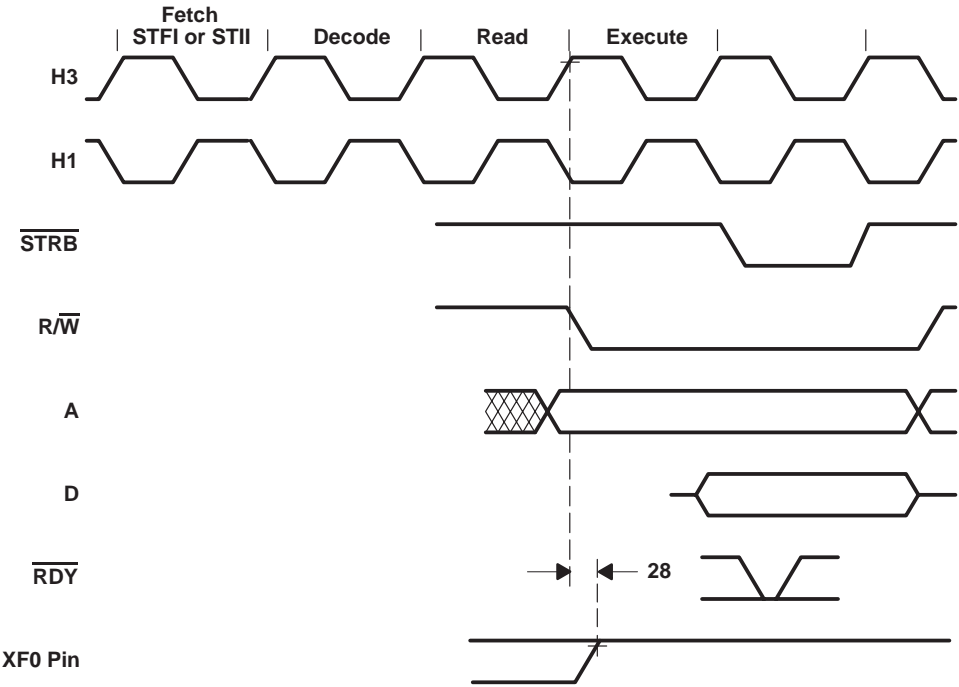 Fetch
STFI or STII
Decode
Read
Execute
H3
H1
STRB
R/W
A
D
RDY
28
XF0 Pin